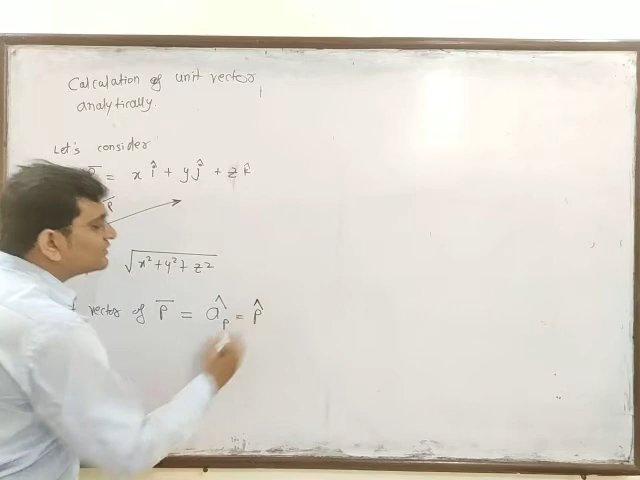 Calculation of unit vector,
analytically.
Let's consider
P̅ = x î + y ĵ + z k̂
P
√x² + y² + z²
vector of P̅ = â_P = P̂